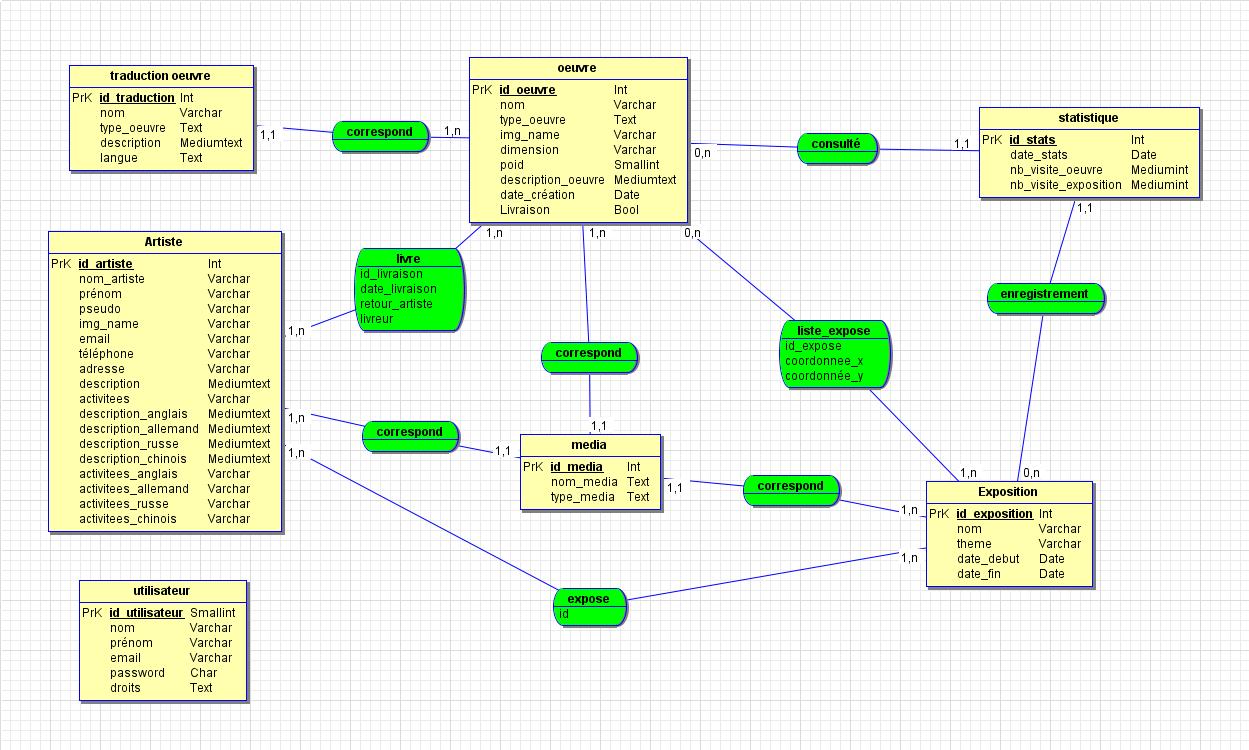 traduction oeuvre
PrK id_traduction Int
nom Varchar
type_oeuvre Text
description Mediumtext
langue Text
1,1
correspond
1,n
oeuvre
PrK id_oeuvre Int
nom Varchar
type_oeuvre Text
img_name Varchar
dimension Varchar
poid Smallint
description_oeuvre Mediumtext
date_création Date
Livraison Bool
0,n
consulté
1,1
statistique
PrK id_stats Int
date_stats Date
nb_visite_oeuvre Mediumint
nb_visite_exposition Mediumint
1,1
1,n
1,n
0,n
Artiste
PrK id_artiste Int
nom_artiste Varchar
prénom Varchar
pseudo Varchar
img_name Varchar
email Varchar
téléphone Varchar
adresse Varchar
description Mediumtext
activitees Varchar
description_anglais Mediumtext
description_allemand Mediumtext
description_russe Mediumtext
description_chinois Mediumtext
activitees_anglais Varchar
activitees_allemand Varchar
activitees_russe Varchar
activitees_chinois Varchar
livre
id_livraison
date_livraison
retour_artiste
livreur
1,n
enregistrement
liste_expose
id_expose
coordonnee_x
coordonnée_y
correspond
1,n
correspond
1,1
1,1
1,n
media
PrK id_media Int
nom_media Text
type_media Text
1,1
correspond
1,n
1,n
0,n
Exposition
PrK id_exposition Int
nom Varchar
theme Varchar
date_debut Date
date_fin Date
1,n
expose
id
utilisateur
PrK id_utilisateur Smallint
nom Varchar
prénom Varchar
email Varchar
password Char
droits Text